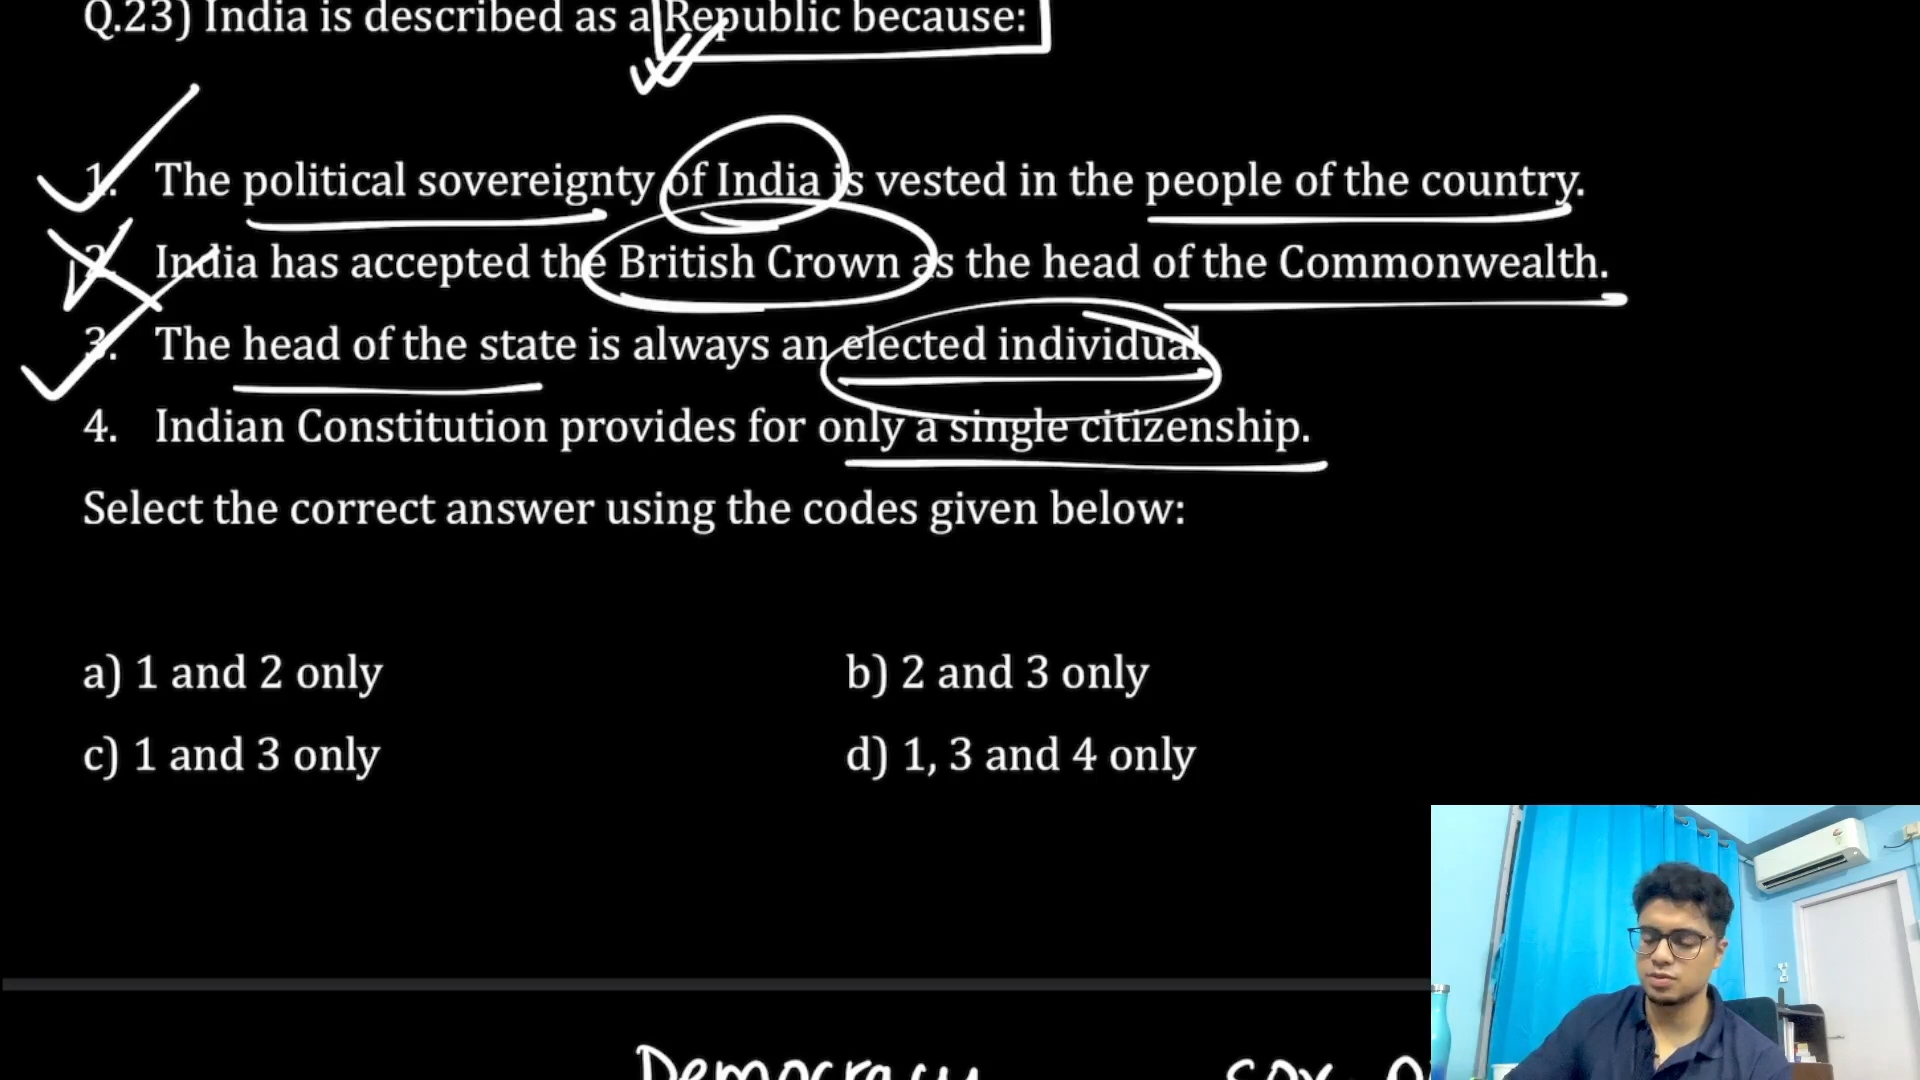 Q.23) India is described as a Republic because:
1. The political sovereignty of India is vested in the people of the country.
2. India has accepted the British Crown as the head of the Commonwealth.
3. The head of the state is always an elected individual
4. Indian Constitution provides for only a single citizenship.
Select the correct answer using the codes given below:
a) 1 and 2 only b) 2 and 3 only
c) 1 and 3 only d) 1, 3 and 4 only
Democracy